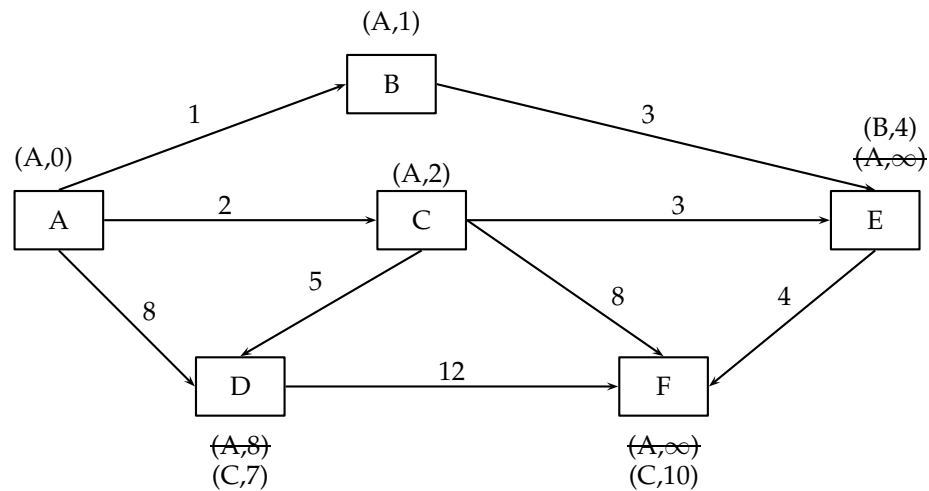 (A,1)
B
1
3
(B,4)
(A,∞)
(A,0)
(A,2)
A
2
C
3
E
5
8
8
4
D
12
F
(A,8)
(C,7)
(A,∞)
(C,10)